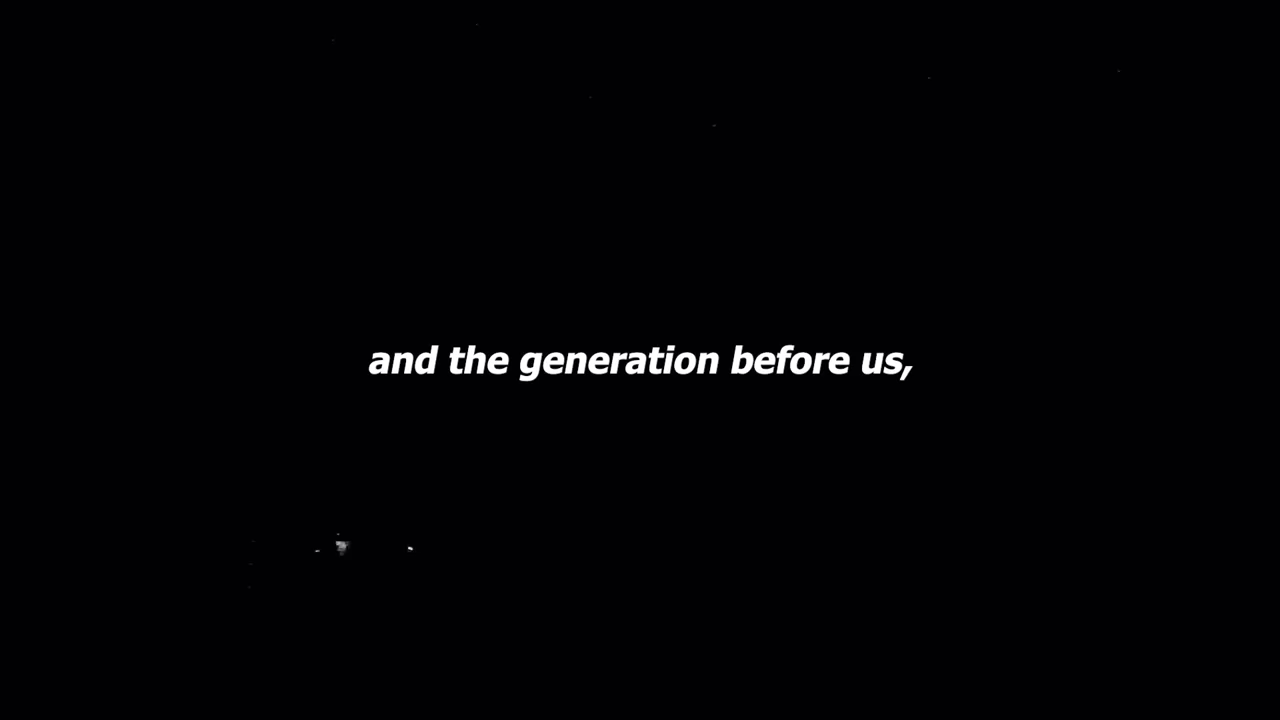 and the generation before us,